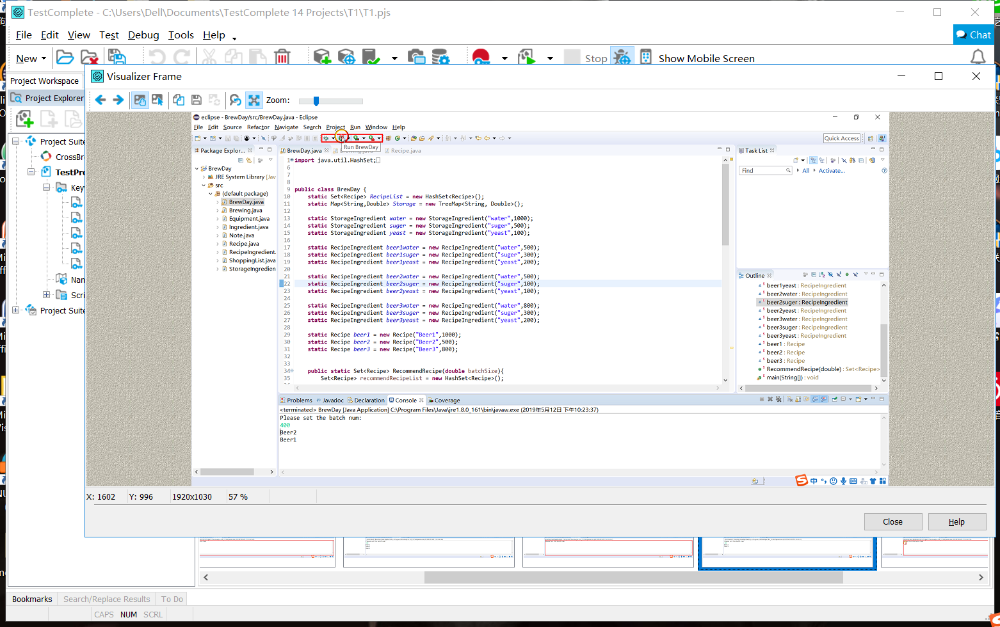 TestComplete - C:\Users\Dell\Documents\TestComplete 14 Projects\T1\T1.pjs
File Edit View Test Debug Tools Help
Chat
New
Stop
Show Mobile Screen
Project Workspace
Visualizer Frame
Project Explorer
Zoom:
Project Suite
CrossBr
TestPro
Key
Nam
Scri
Project Suite
eclipse - BrewDay/src/BrewDay.java - Eclipse
File Edit Source Refactor Navigate Search Project Run Window Help
Quick Access
Run BrewDay
Package Explor...
BrewDay
JRE System Library [Jav
src
(default package)
BrewDay.java
Brewing.java
Equipment.java
Ingredient.java
Note.java
Recipe.java
RecipeIngredient.
ShoppingList.java
StorageIngredien
BrewDay.java
Recipe.java
1 import java.util.HashSet;
6
7
8
9 public class BrewDay {
10 static Set<Recipe> RecipeList = new HashSet<Recipe>();
11 static Map<String,Double> Storage = new TreeMap<String, Double>();
12
13 static StorageIngredient water = new StorageIngredient("water",1000);
14 static StorageIngredient suger = new StorageIngredient("suger",500);
15 static StorageIngredient yeast = new StorageIngredient("yeast",100);
16
17 static RecipeIngredient beer1water = new RecipeIngredient("water",500);
18 static RecipeIngredient beer1suger = new RecipeIngredient("suger",300);
19 static RecipeIngredient beer1yeast = new RecipeIngredient("yeast",200);
20
21 static RecipeIngredient beer2water = new RecipeIngredient("water",500);
22 static RecipeIngredient beer2suger = new RecipeIngredient("suger",100);
23 static RecipeIngredient beer2yeast = new RecipeIngredient("yeast",100);
24
25 static RecipeIngredient beer3water = new RecipeIngredient("water",800);
26 static RecipeIngredient beer3suger = new RecipeIngredient("suger",300);
27 static RecipeIngredient beer3yeast = new RecipeIngredient("yeast",200);
28
29 static Recipe beer1 = new Recipe("Beer1",1000);
30 static Recipe beer2 = new Recipe("Beer2",500);
31 static Recipe beer3 = new Recipe("Beer3",800);
32
33
34 public static Set<Recipe> RecommendRecipe(double batchSize){
35 Set<Recipe> recommendRecipeList = new HashSet<Recipe>();
Task List
Find
All
Activate...
Outline
beer1yeast : RecipeIngredient
beer2water : RecipeIngredient
beer2suger : RecipeIngredient
beer2yeast : RecipeIngredient
beer3water : RecipeIngredient
beer3suger : RecipeIngredient
beer3yeast : RecipeIngredient
beer1 : Recipe
beer2 : Recipe
beer3 : Recipe
RecommendRecipe(double) : Set<Recipe>
main(String[]) : void
Problems Javadoc Declaration Console Coverage
<terminated> BrewDay [Java Application] C:\Program Files\Java\jre1.8.0_161\bin\javaw.exe (2019年5月12日 下午10:23:37)
Please set the batch num:
400
Beer2
Beer1
中
X: 1602 Y: 996 1920x1030 57 %
Close
Help
Bookmarks Search/Replace Results To Do
CAPS NUM SCRL